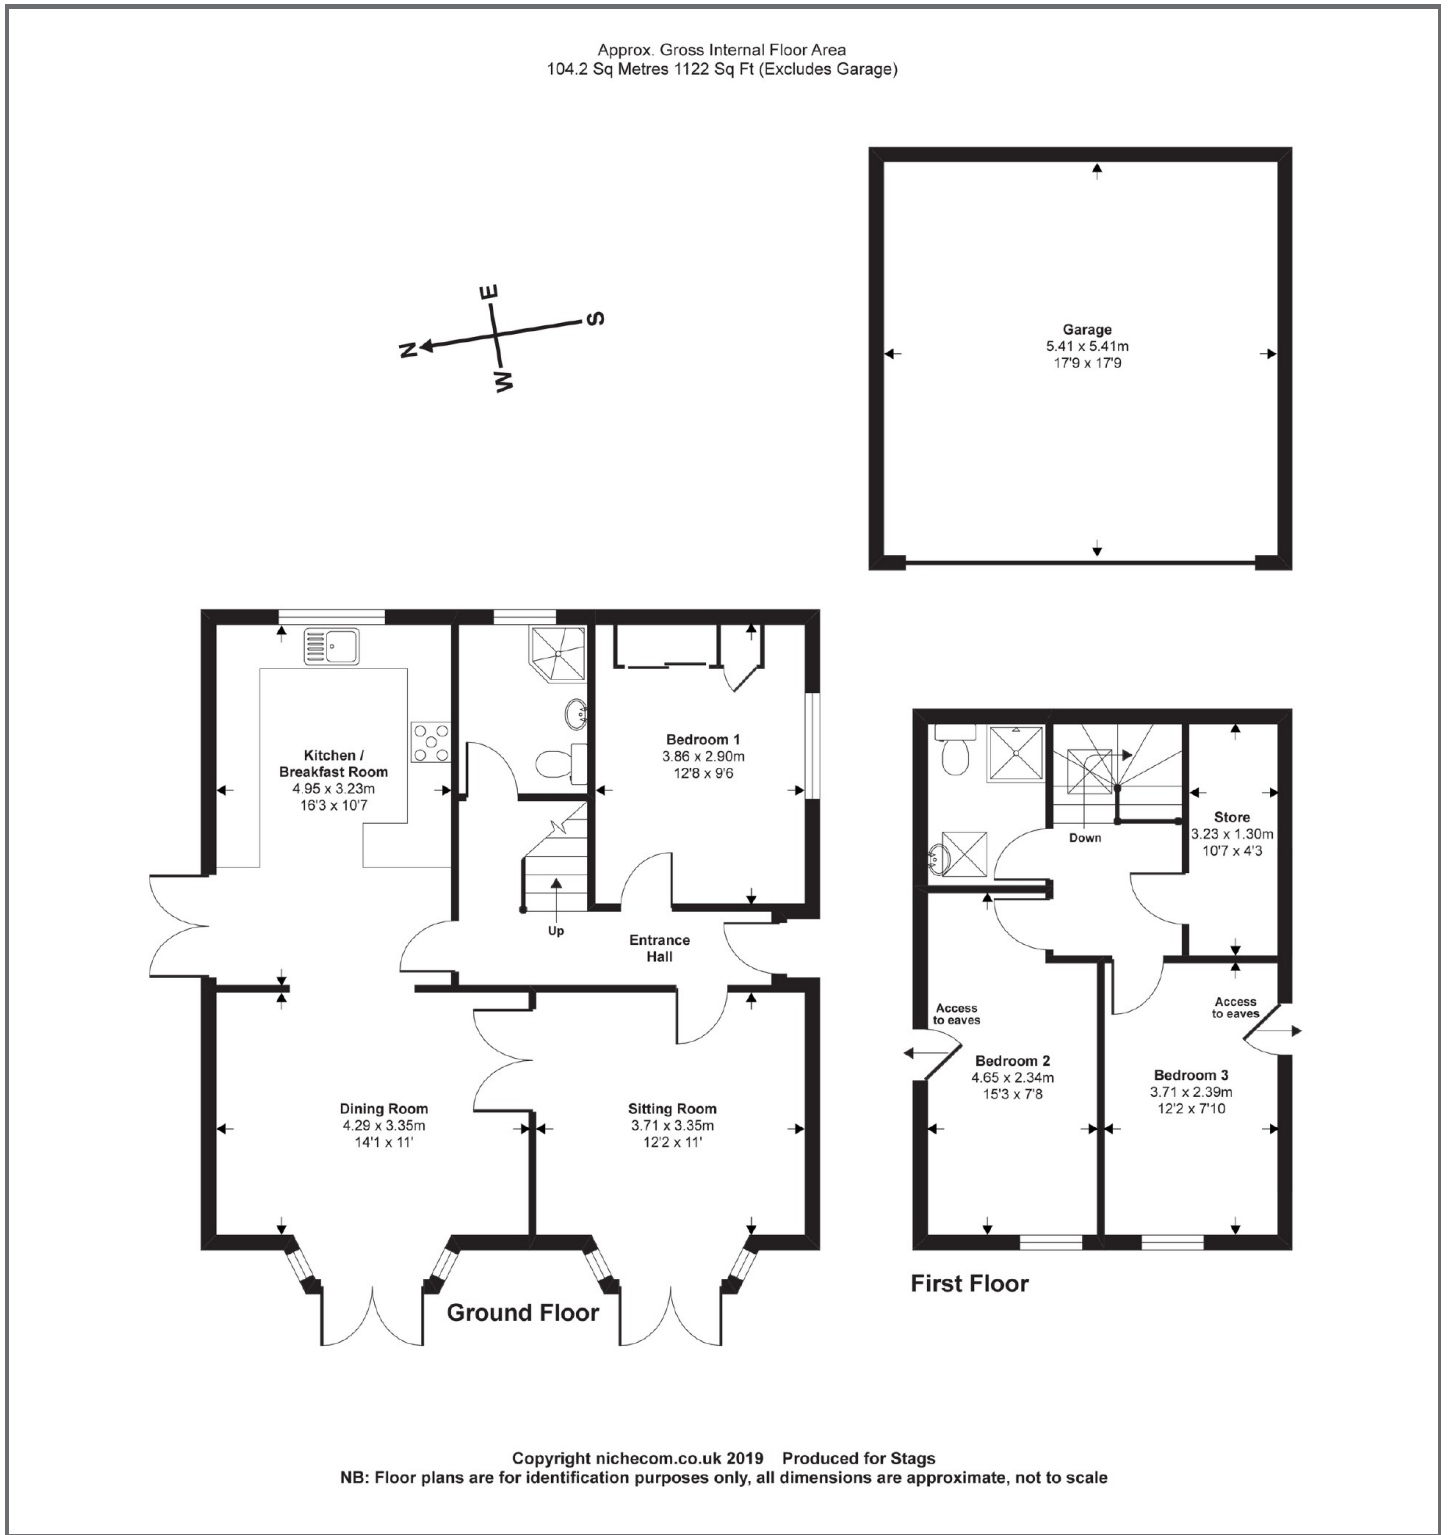 Approx. Gross Internal Floor Area
104.2 Sq Metres 1122 Sq Ft (Excludes Garage)
Garage
5.41 x 5.41m
17'9 x 17'9
E
S
N
W
Kitchen /
Breakfast Room
4.95 x 3.23m
16'3 x 10'7
Bedroom 1
3.86 x 2.90m
12'8 x 9'6
Up
Entrance
Hall
Dining Room
4.29 x 3.35m
14'1 x 11'
Sitting Room
3.71 x 3.35m
12'2 x 11'
Ground Floor
Down
Store
3.23 x 1.30m
10'7 x 4'3
Access
to eaves
Bedroom 2
4.65 x 2.34m
15'3 x 7'8
Access
to eaves
Bedroom 3
3.71 x 2.39m
12'2 x 7'10
First Floor
Copyright nichecom.co.uk 2019 Produced for Stags
NB: Floor plans are for identification purposes only, all dimensions are approximate, not to scale